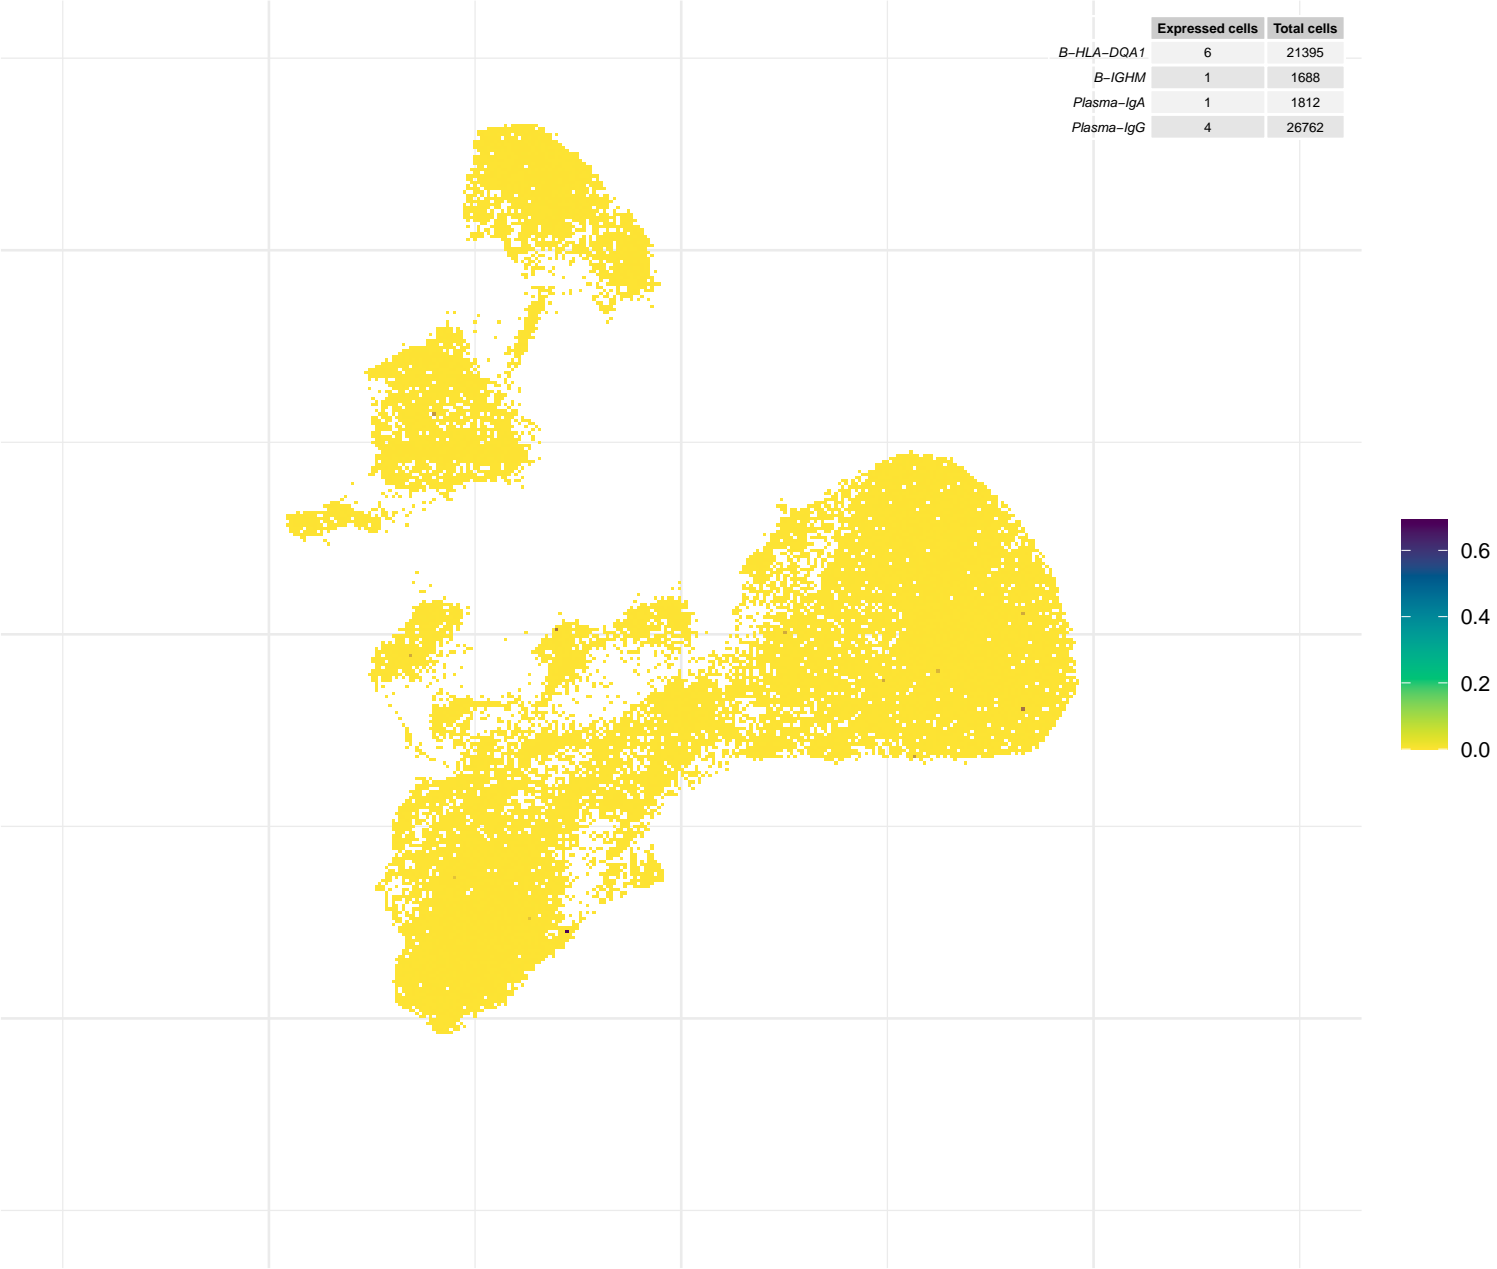 Expressed cells Total cells
B−HLA−DQA1 6 21395
B−IGHM 1 1688
Plasma−IgA 1 1812
Plasma−IgG 4 26762
0.6
0.4
0.2
0.0